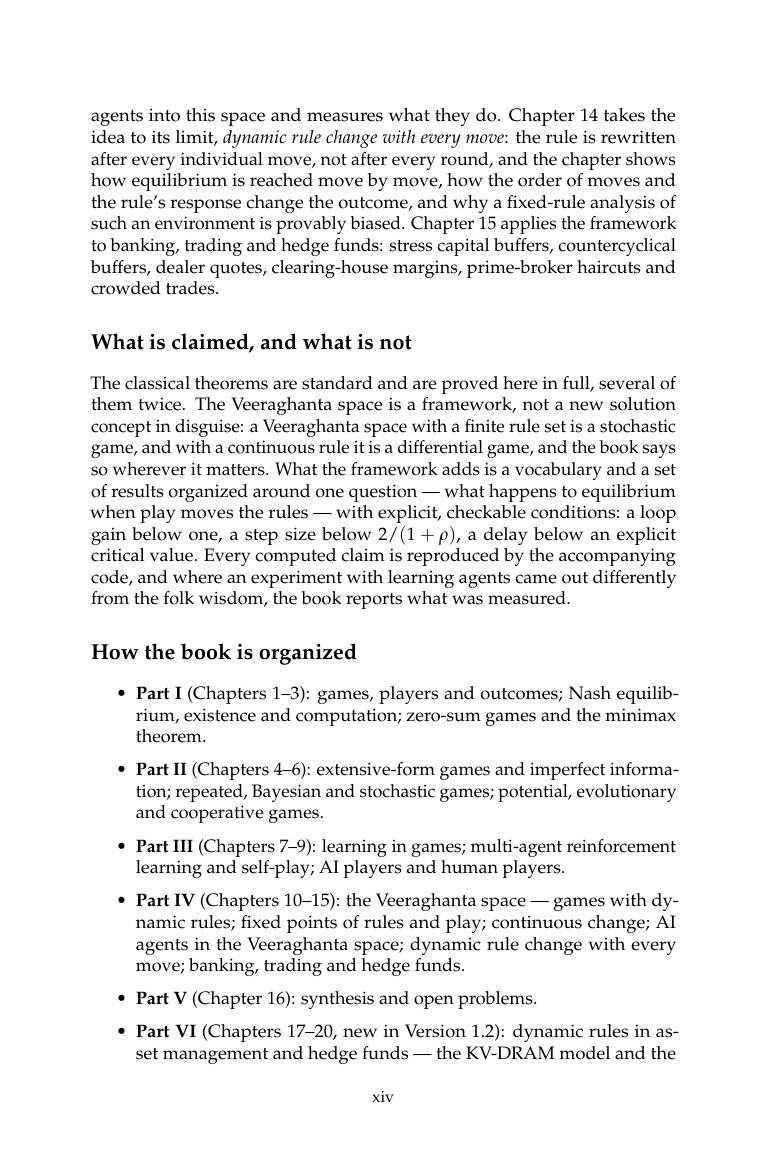 agents into this space and measures what they do. Chapter 14 takes the
idea to its limit, dynamic rule change with every move: the rule is rewritten
after every individual move, not after every round, and the chapter shows
how equilibrium is reached move by move, how the order of moves and
the rule's response change the outcome, and why a fixed-rule analysis of
such an environment is provably biased. Chapter 15 applies the framework
to banking, trading and hedge funds: stress capital buffers, countercyclical
buffers, dealer quotes, clearing-house margins, prime-broker haircuts and
crowded trades.
What is claimed, and what is not
The classical theorems are standard and are proved here in full, several of
them twice. The Veeraghanta space is a framework, not a new solution
concept in disguise: a Veeraghanta space with a finite rule set is a stochastic
game, and with a continuous rule it is a differential game, and the book says
so wherever it matters. What the framework adds is a vocabulary and a set
of results organized around one question — what happens to equilibrium
when play moves the rules — with explicit, checkable conditions: a loop
gain below one, a step size below 2/(1 + ρ), a delay below an explicit
critical value. Every computed claim is reproduced by the accompanying
code, and where an experiment with learning agents came out differently
from the folk wisdom, the book reports what was measured.
How the book is organized
• Part I (Chapters 1–3): games, players and outcomes; Nash equilib-
rium, existence and computation; zero-sum games and the minimax
theorem.
• Part II (Chapters 4–6): extensive-form games and imperfect informa-
tion; repeated, Bayesian and stochastic games; potential, evolutionary
and cooperative games.
• Part III (Chapters 7–9): learning in games; multi-agent reinforcement
learning and self-play; AI players and human players.
• Part IV (Chapters 10–15): the Veeraghanta space — games with dy-
namic rules; fixed points of rules and play; continuous change; AI
agents in the Veeraghanta space; dynamic rule change with every
move; banking, trading and hedge funds.
• Part V (Chapter 16): synthesis and open problems.
• Part VI (Chapters 17–20, new in Version 1.2): dynamic rules in as-
set management and hedge funds — the KV-DRAM model and the
xiv